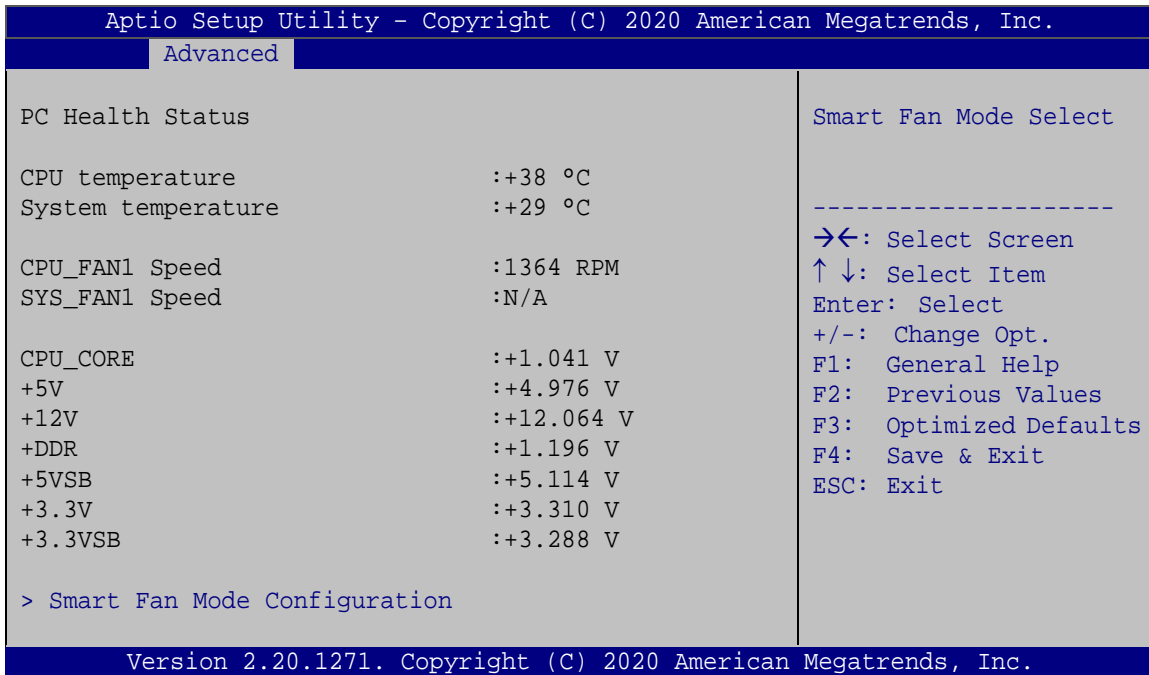 Aptio Setup Utility – Copyright (C) 2020 American Megatrends, Inc.
Advanced
PC Health Status
CPU temperature :+38 °C
System temperature :+29 °C
CPU_FAN1 Speed :1364 RPM
SYS_FAN1 Speed :N/A
CPU_CORE :+1.041 V
+5V :+4.976 V
+12V :+12.064 V
+DDR :+1.196 V
+5VSB :+5.114 V
+3.3V :+3.310 V
+3.3VSB :+3.288 V
> Smart Fan Mode Configuration
Smart Fan Mode Select
---------------------
→←: Select Screen
↑ ↓: Select Item
Enter: Select
+/-: Change Opt.
F1: General Help
F2: Previous Values
F3: Optimized Defaults
F4: Save & Exit
ESC: Exit
Version 2.20.1271. Copyright (C) 2020 American Megatrends, Inc.